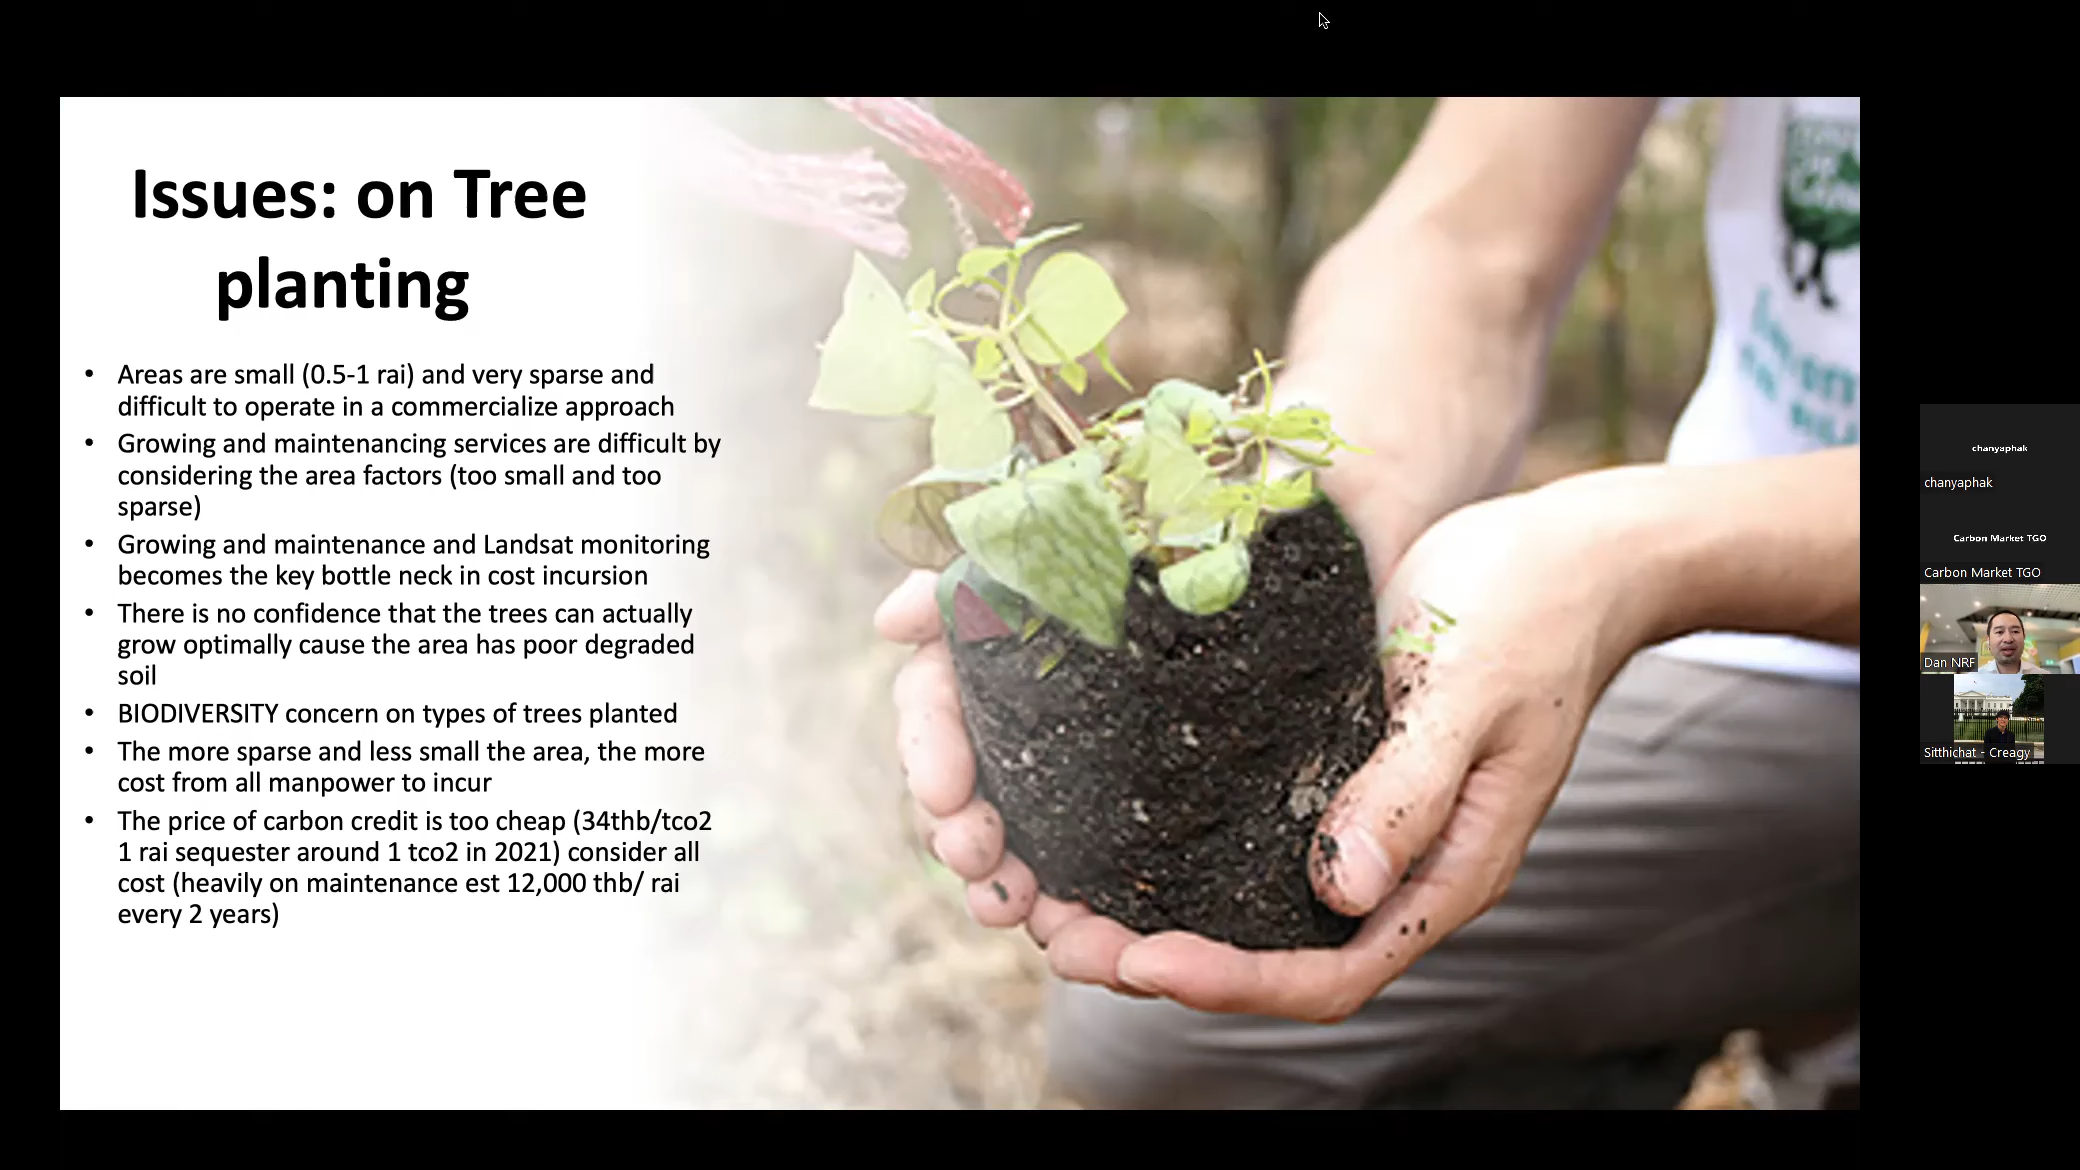 Issues: on Tree
planting
• Areas are small (0.5-1 rai) and very sparse and
difficult to operate in a commercialize approach
• Growing and maintenancing services are difficult by
considering the area factors (too small and too
sparse)
• Growing and maintenance and Landsat monitoring
becomes the key bottle neck in cost incursion
• There is no confidence that the trees can actually
grow optimally cause the area has poor degraded
soil
• BIODIVERSITY concern on types of trees planted
• The more sparse and less small the area, the more
cost from all manpower to incur
• The price of carbon credit is too cheap (34thb/tco2
1 rai sequester around 1 tco2 in 2021) consider all
cost (heavily on maintenance est 12,000 thb/ rai
every 2 years)
chanyaphak
chanyaphak
Carbon Market TGO
Carbon Market TGO
Dan NRF
Sitthichat - Creagy